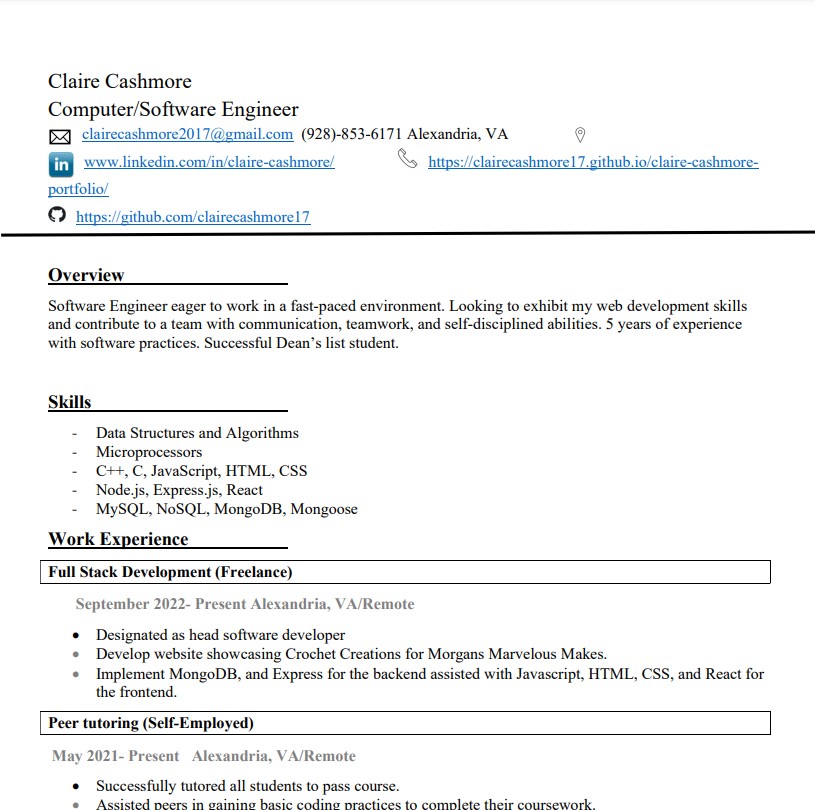 Claire Cashmore
Computer/Software Engineer
clairecashmore2017@gmail.com (928)-853-6171 Alexandria, VA
in www.linkedin.com/in/claire-cashmore/ https://clairecashmore17.github.io/claire-cashmore-
portfolio/
https://github.com/clairecashmore17
Overview
Software Engineer eager to work in a fast-paced environment. Looking to exhibit my web development skills
and contribute to a team with communication, teamwork, and self-disciplined abilities. 5 years of experience
with software practices. Successful Dean's list student.
Skills
- Data Structures and Algorithms
- Microprocessors
- C++, C, JavaScript, HTML, CSS
- Node.js, Express.js, React
- MySQL, NoSQL, MongoDB, Mongoose
Work Experience
Full Stack Development (Freelance)
September 2022- Present Alexandria, VA/Remote
• Designated as head software developer
• Develop website showcasing Crochet Creations for Morgans Marvelous Makes.
• Implement MongoDB, and Express for the backend assisted with Javascript, HTML, CSS, and React for
the frontend.
Peer tutoring (Self-Employed)
May 2021- Present Alexandria, VA/Remote
• Successfully tutored all students to pass course.
• Assisted peers in gaining basic coding practices to complete their coursework.